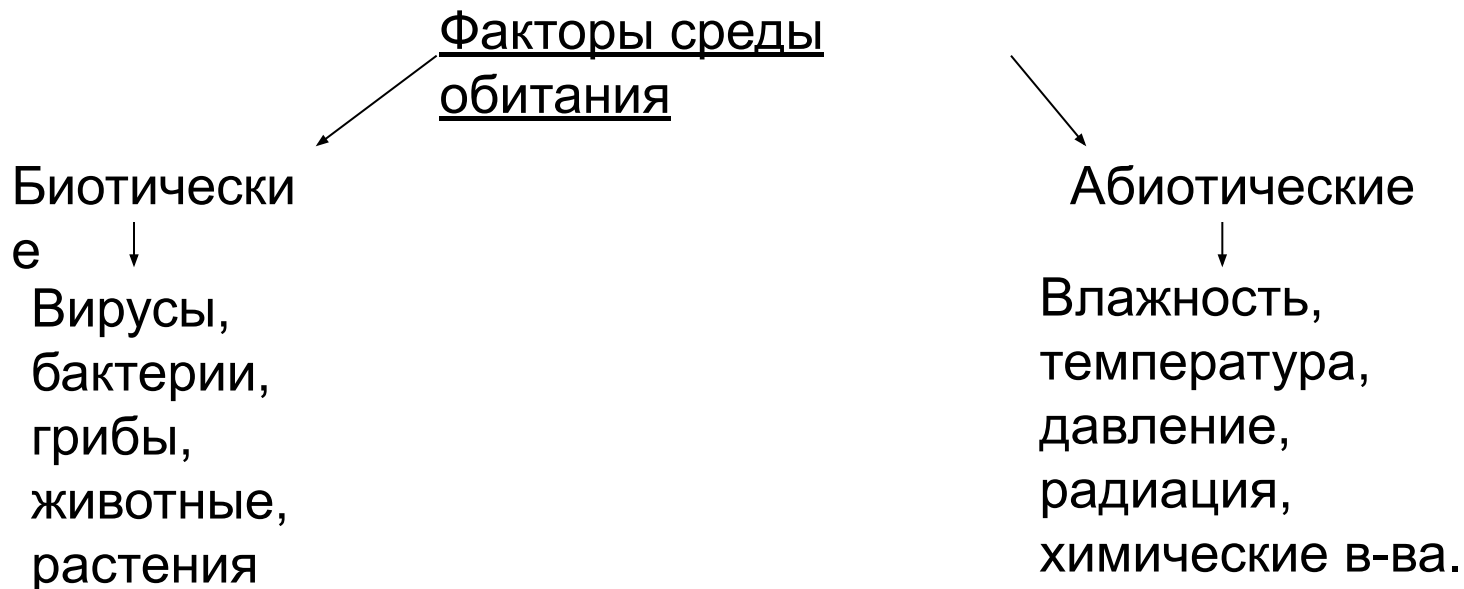 Факторы среды
обитания
Биотически
е
Абиотические
Вирусы,
бактерии,
грибы,
животные,
растения
Влажность,
температура,
давление,
радиация,
химические в-ва.